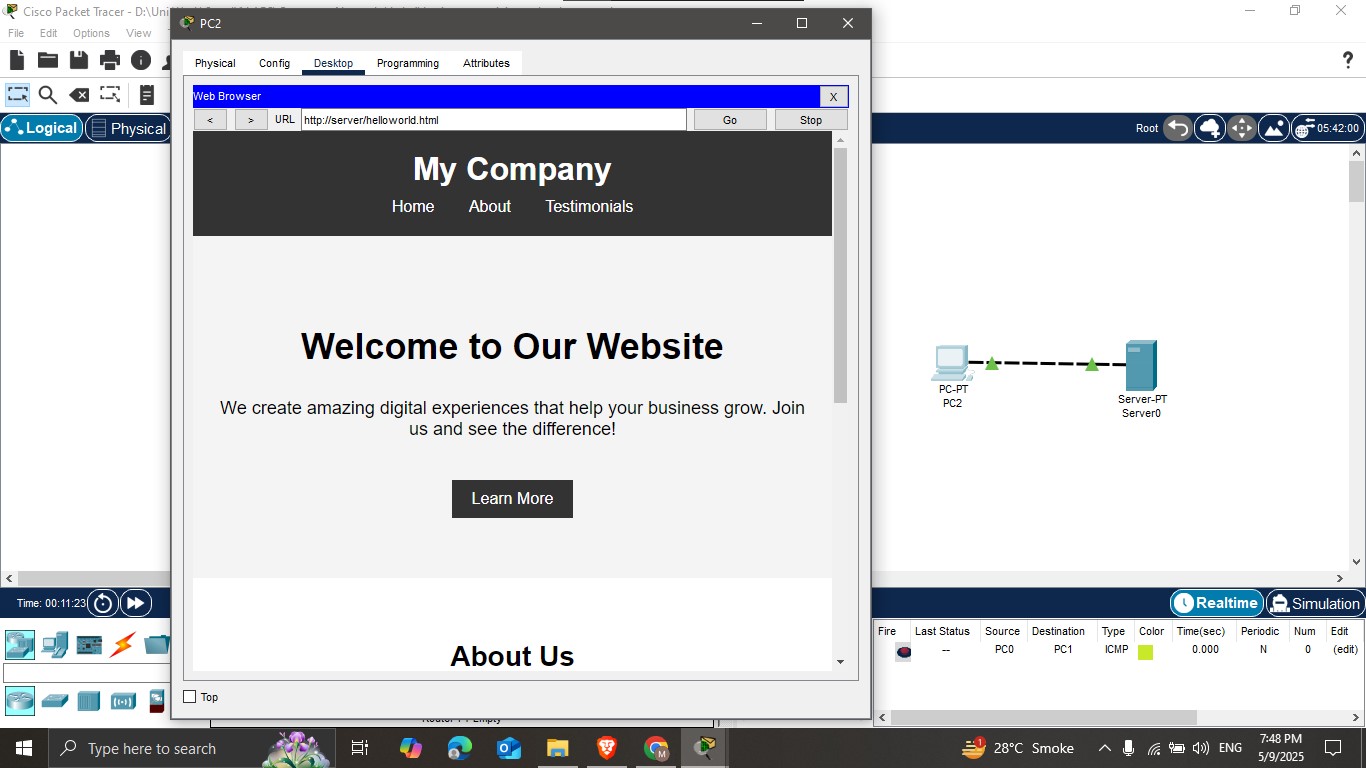 Cisco Packet Tracer - D:\Uni
File Edit Options View
PC2
Physical Config Desktop Programming Attributes
Web Browser
X
< > URL http://server/helloworld.html Go Stop
Logical Physical
Root 05:42:00
My Company
Home About Testimonials
Welcome to Our Website
We create amazing digital experiences that help your business grow. Join
us and see the difference!
Learn More
About Us
Top
PC-PT
PC2
Server-PT
Server0
Time: 00:11:23
Realtime Simulation
Fire Last Status Source Destination Type Color Time(sec) Periodic Num Edit
-- PC0 PC1 ICMP 0.000 N 0 (edit)
Type here to search
28°C Smoke
ENG
7:48 PM
5/9/2025